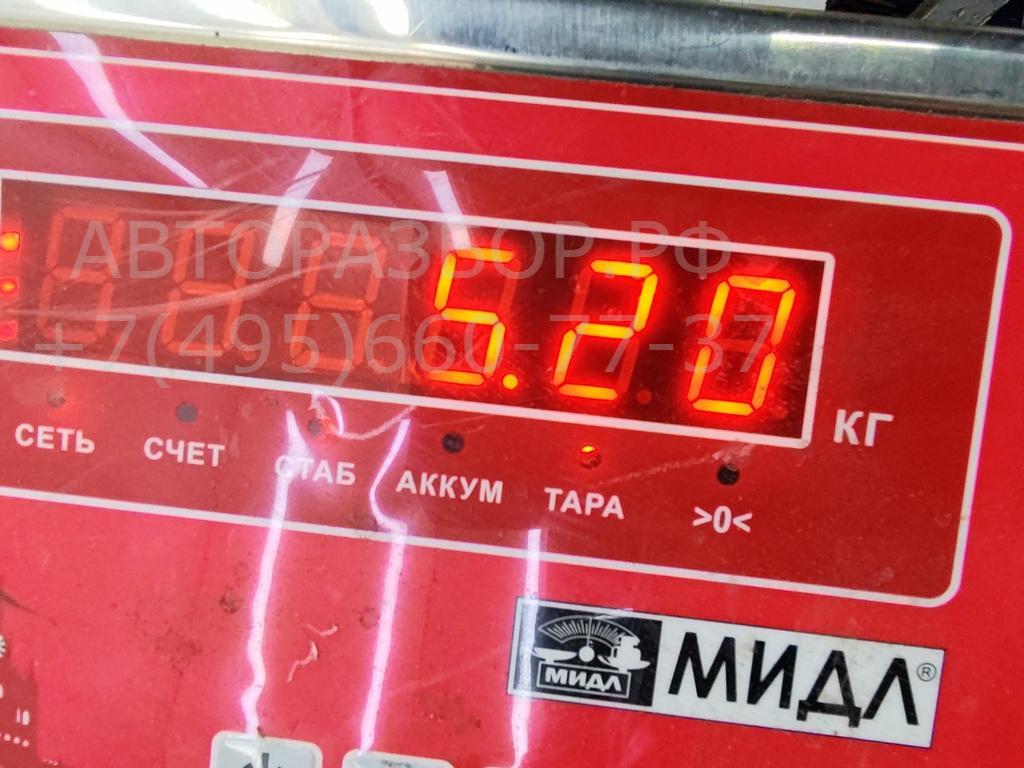 АВТОРАЗБОР.РФ
+7(495)660-77-37
5.20
КГ
СЕТЬ СЧЕТ СТАБ АККУМ ТАРА >0<
МИДЛ МИДЛ®